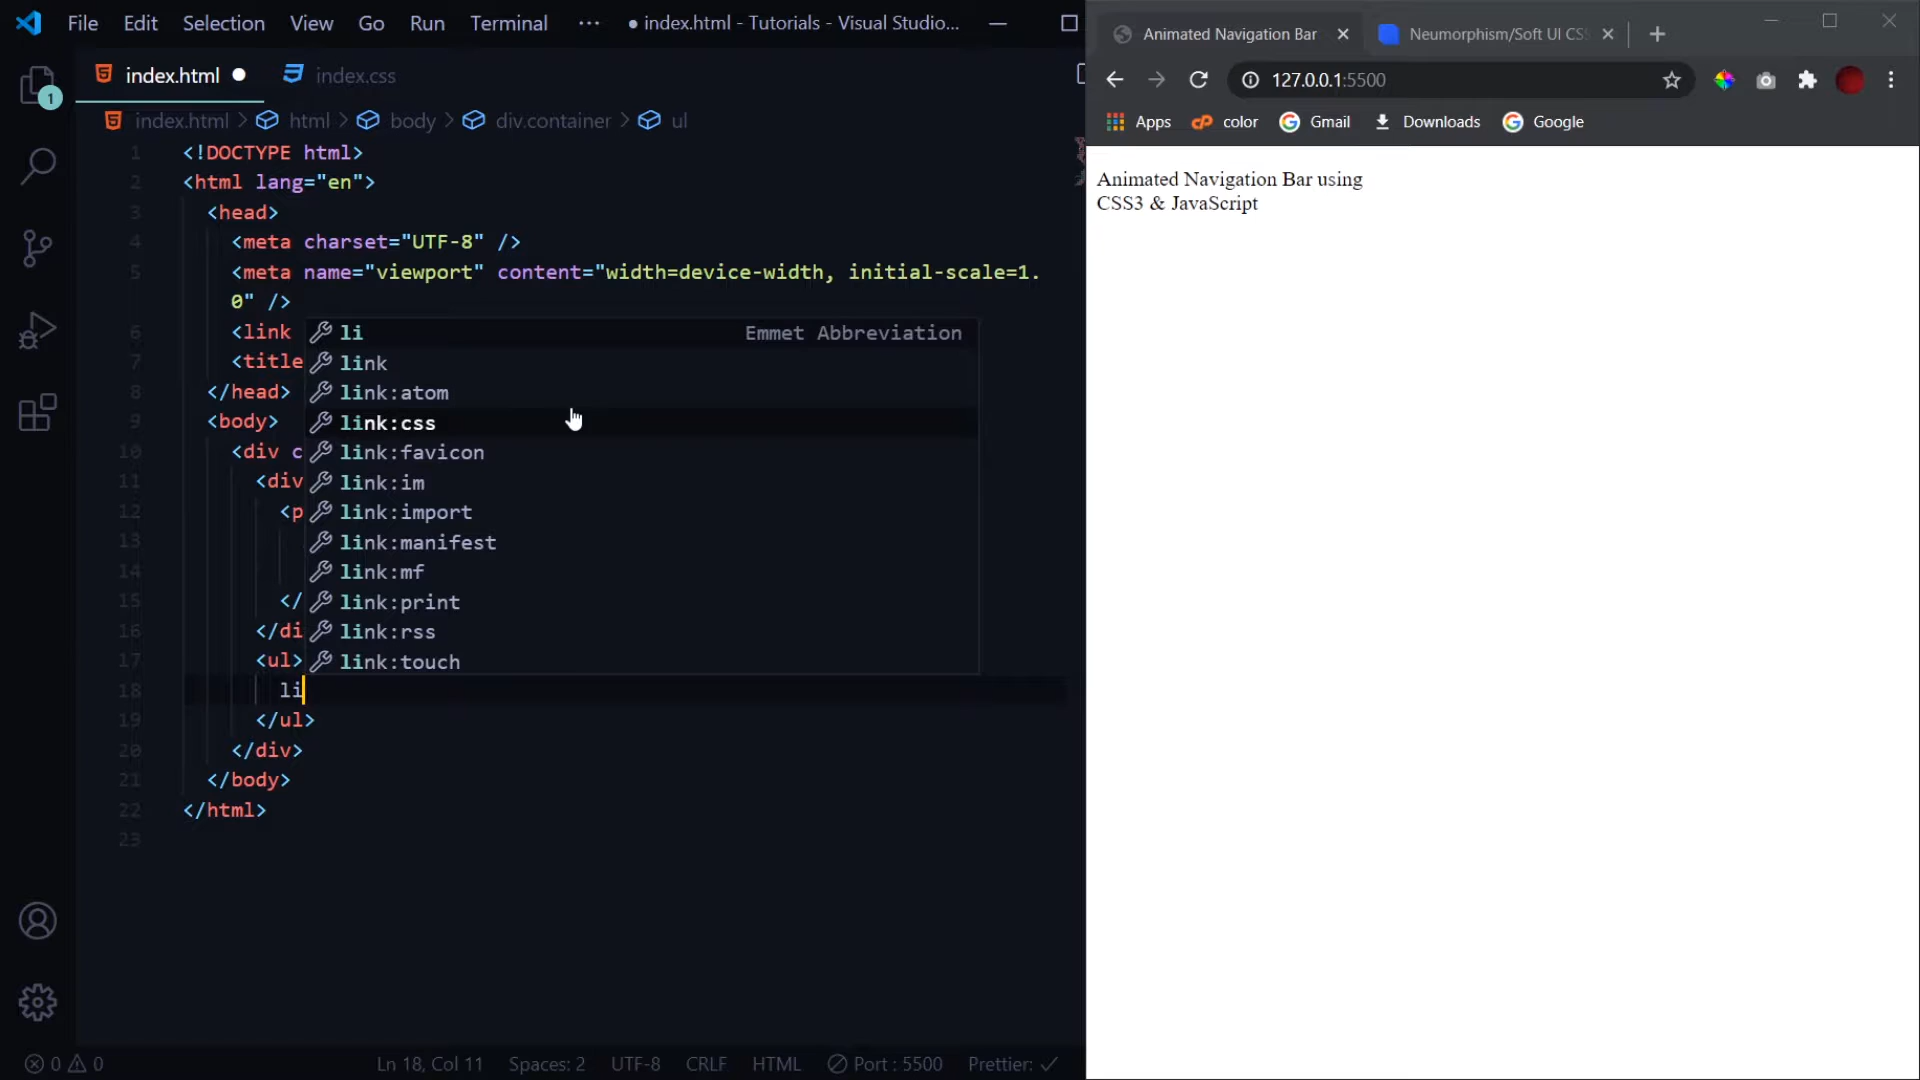 File Edit Selection View Go Run Terminal ··· ● index.html - Tutorials - Visual Studio...
index.html ● index.css
index.html > html > body > div.container > ul
1 <!DOCTYPE html>
2 <html lang="en">
3 <head>
4 <meta charset="UTF-8" />
5 <meta name="viewport" content="width=device-width, initial-scale=1.
0" />
6 <link
7 <title
8 </head>
9 <body>
10 <div c
11 <div
12 <p
13
14
15 </
16 </di
17 <ul>
18 li
19 </ul>
20 </div>
21 </body>
22 </html>
23
li Emmet Abbreviation
link
link:atom
link:css
link:favicon
link:im
link:import
link:manifest
link:mf
link:print
link:rss
link:touch
1
0 0 Ln 18, Col 11 Spaces: 2 UTF-8 CRLF HTML Port : 5500 Prettier: ✓
Animated Navigation Bar Neumorphism/Soft UI CSS
127.0.0.1:5500
Apps color Gmail Downloads Google
Animated Navigation Bar using
CSS3 & JavaScript